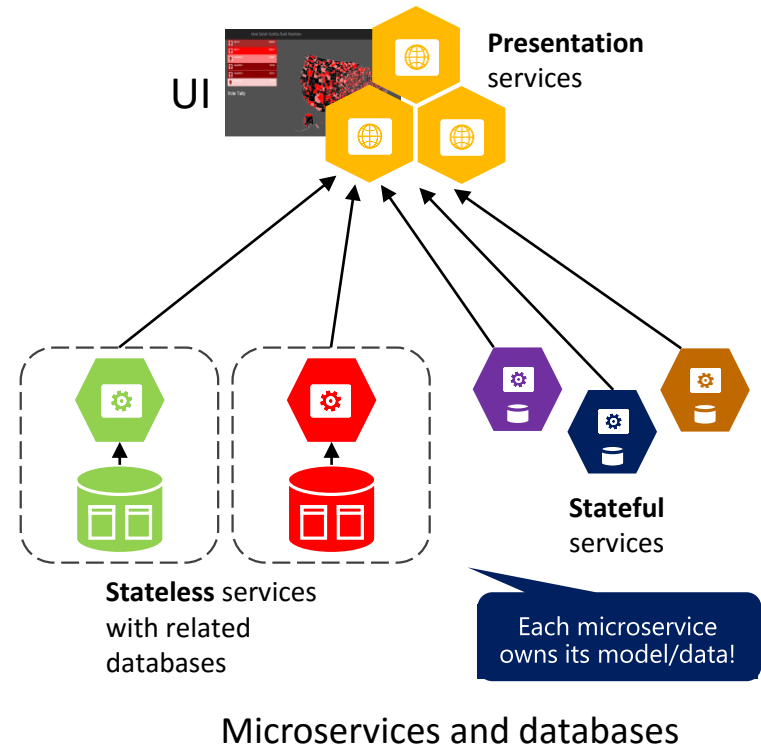 UI
Presentation
services
Stateless services
with related
databases
Stateful
services
Each microservice
owns its model/data!
Microservices and databases